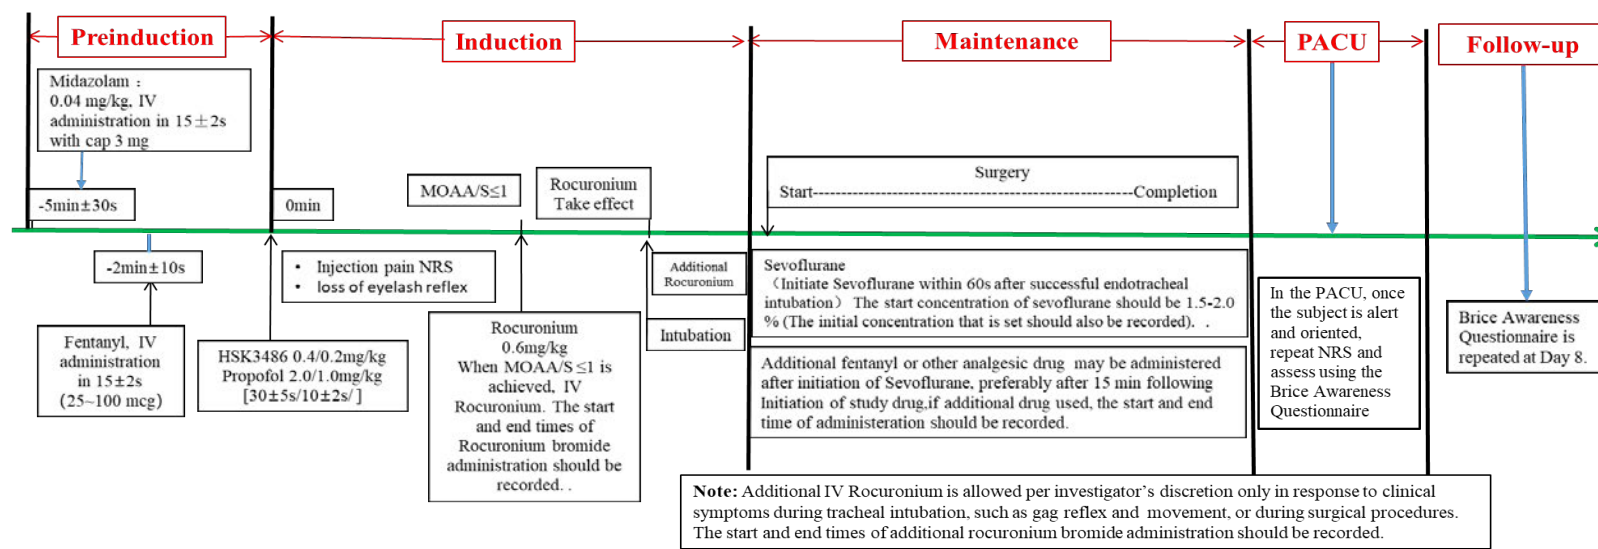 Preinduction
Induction
Maintenance
PACU
Follow-up
Midazolam :
0.04 mg/kg, IV
administration in 15±2s
with cap 3 mg
-5min±30s
-2min±10s
Fentanyl, IV
administration
in 15±2s
(25~100 mcg)
0min
• Injection pain NRS
• loss of eyelash reflex
HSK3486 0.4/0.2mg/kg
Propofol 2.0/1.0mg/kg
[30±5s/10±2s/ ]
MOAA/S≤1
Rocuronium
0.6mg/kg
When MOAA/S ≤1 is
achieved, IV
Rocuronium. The start
and end times of
Rocuronium bromide
administration should be
recorded. .
Rocuronium
Take effect
Additional
Rocuronium
Intubation
Surgery
Start---------------------------------------------------------Completion
Sevoflurane
(Initiate Sevoflurane within 60s after successful endotracheal
intubation) The start concentration of sevoflurane should be 1.5-2.0
% (The initial concentration that is set should also be recorded). .
Additional fentanyl or other analgesic drug may be administered
after initiation of Sevoflurane, preferably after 15 min following
Initiation of study drug,if additional drug used, the start and end
time of administeration should be recorded.
In the PACU, once
the subject is alert
and oriented,
repeat NRS and
assess using the
Brice Awareness
Questionnaire
Brice Awareness
Questionnaire is
repeated at Day 8.
Note: Additional IV Rocuronium is allowed per investigator's discretion only in response to clinical
symptoms during tracheal intubation, such as gag reflex and movement, or during surgical procedures.
The start and end times of additional rocuronium bromide administration should be recorded.